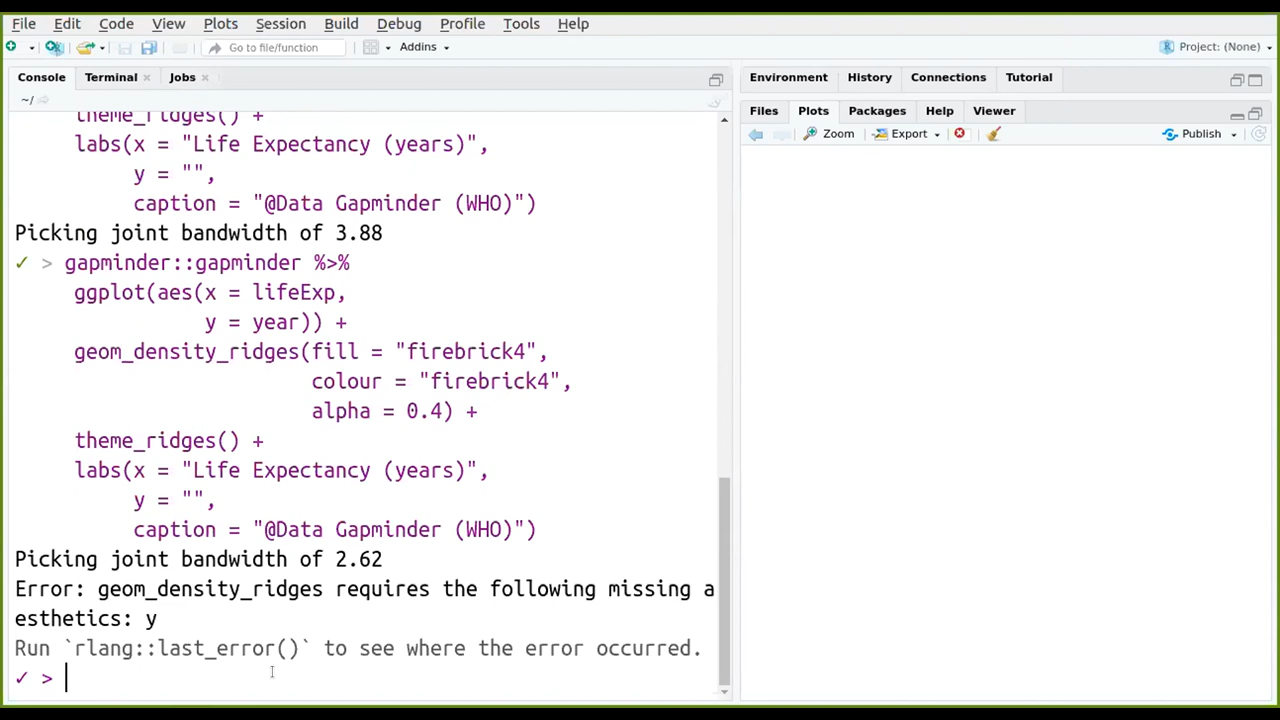 File Edit Code View Plots Session Build Debug Profile Tools Help
Go to file/function Addins Project: (None)
Console Terminal Jobs
~/
theme_ridges() +
labs(x = "Life Expectancy (years)",
y = "",
caption = "@Data Gapminder (WHO)")
Picking joint bandwidth of 3.88
✓ > gapminder::gapminder %>%
ggplot(aes(x = lifeExp,
y = year)) +
geom_density_ridges(fill = "firebrick4",
colour = "firebrick4",
alpha = 0.4) +
theme_ridges() +
labs(x = "Life Expectancy (years)",
y = "",
caption = "@Data Gapminder (WHO)")
Picking joint bandwidth of 2.62
Error: geom_density_ridges requires the following missing a
esthetics: y
Run `rlang::last_error()` to see where the error occurred.
✓ >
Environment History Connections Tutorial
Files Plots Packages Help Viewer
Zoom Export Publish